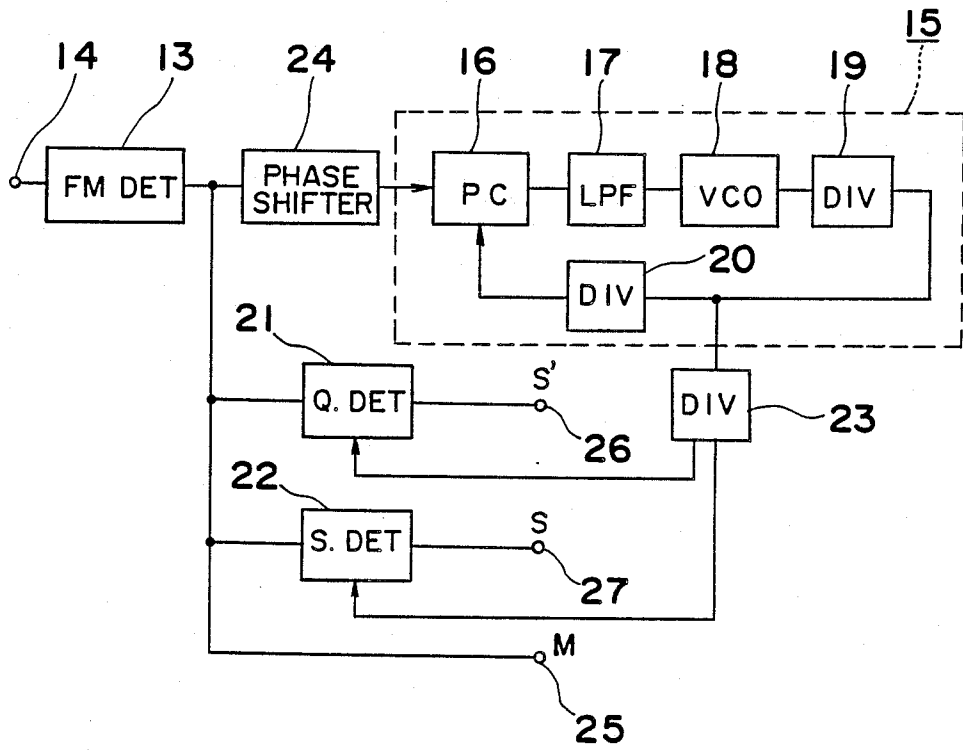 15
14 13 24 16 17 18 19
FM DET
PHASE SHIFTER
PC
LPF
VCO
DIV
20
DIV
21
Q. DET
S'
26
DIV
23
22
S. DET
S
27
M
25